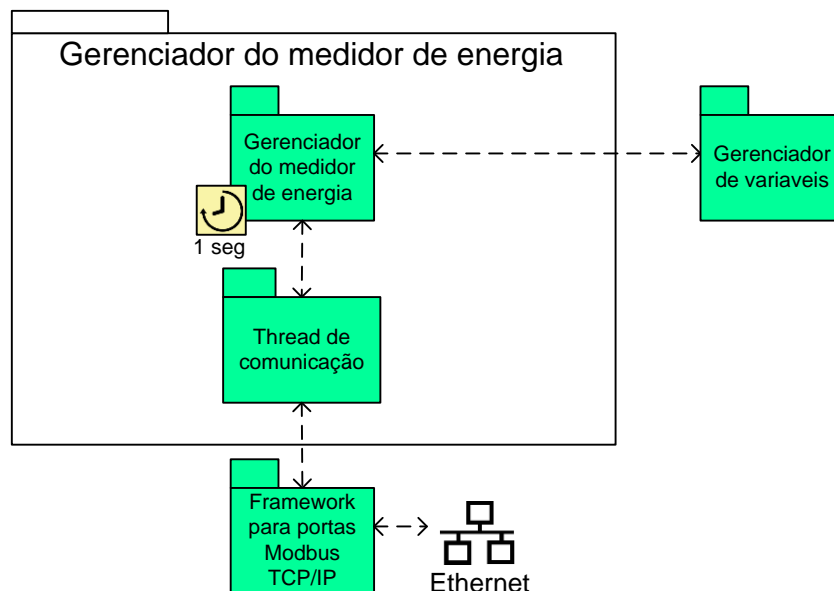 Gerenciador do medidor de energia
Gerenciador
do medidor
de energia
Gerenciador
de variaveis
1 seg
Thread de
comunicação
Framework
para portas
Modbus
TCP/IP
Ethernet